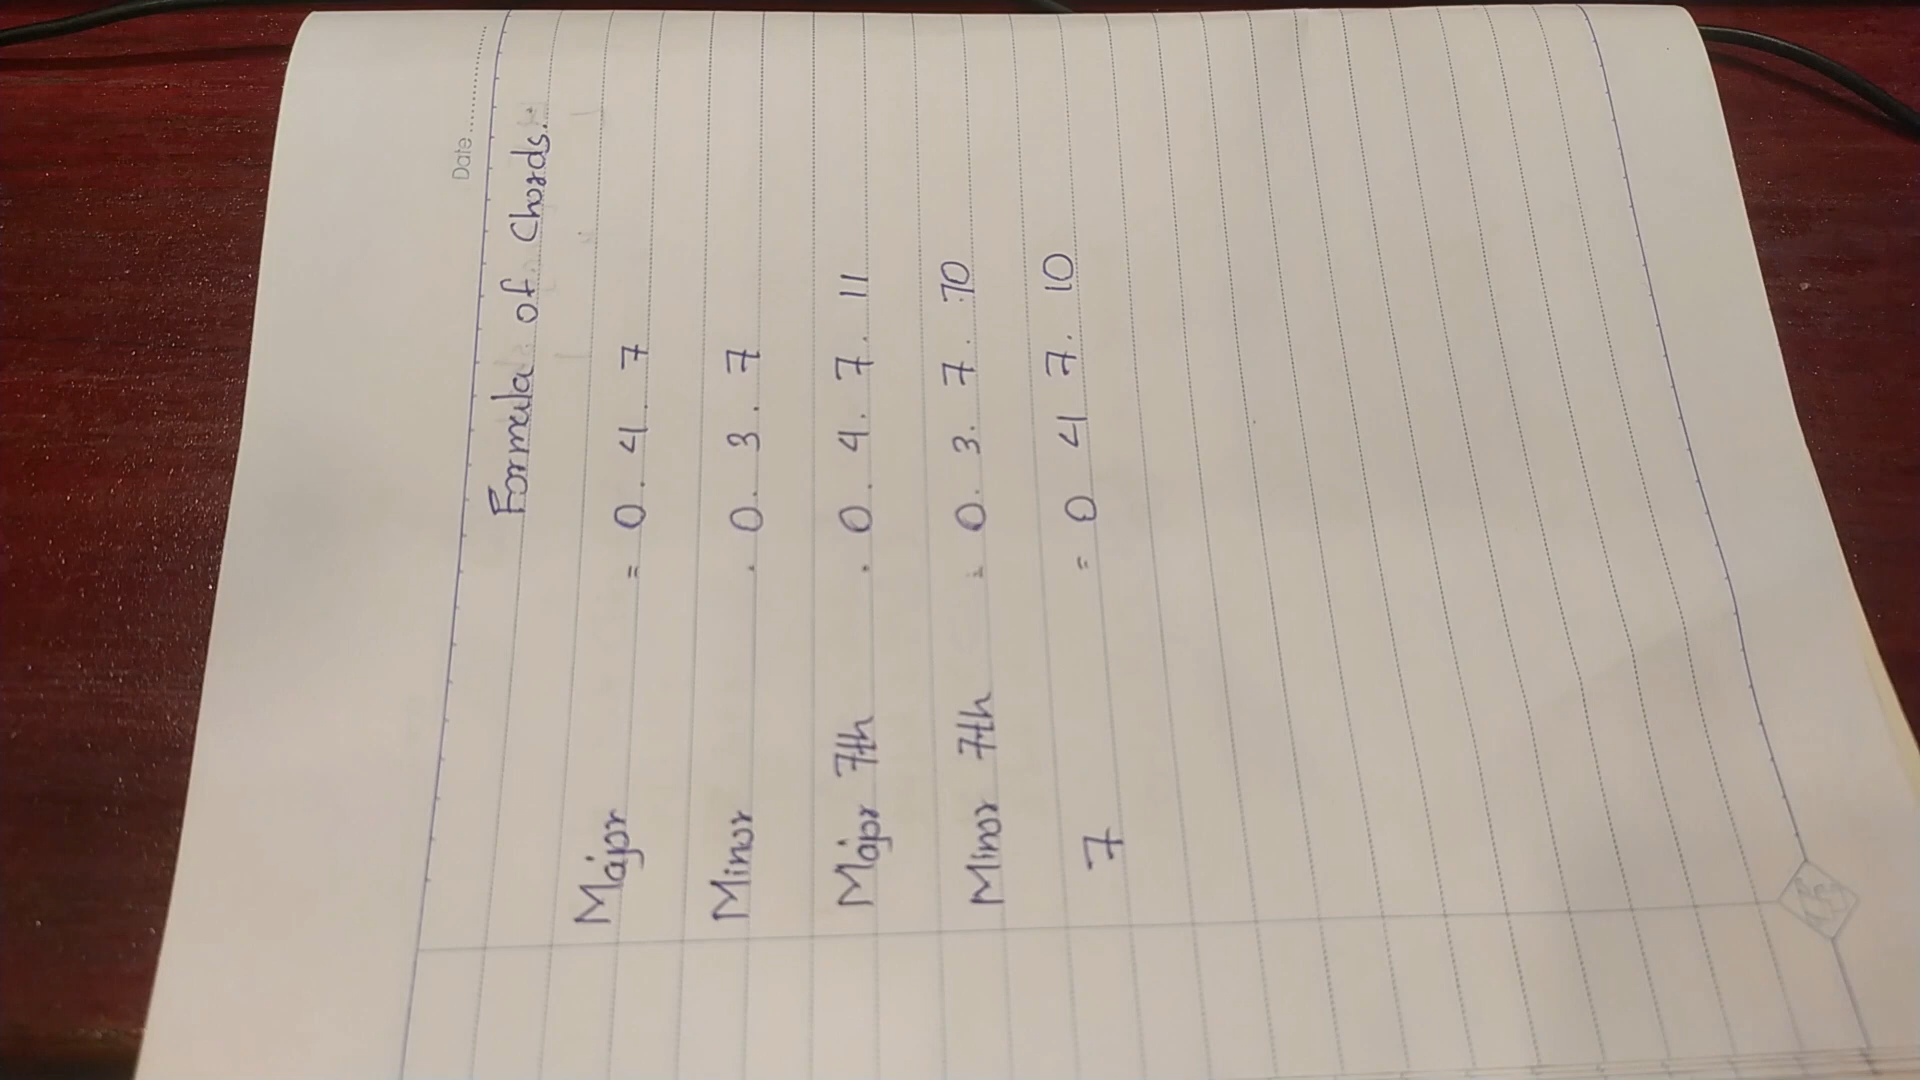 Date ............
Formula of Chords.
Major = 0. 4. 7
Minor . 0. 3. 7
Major 7th . 0. 4. 7. 11
Minor 7th : 0. 3. 7. 10
7 = 0 4 7. 10